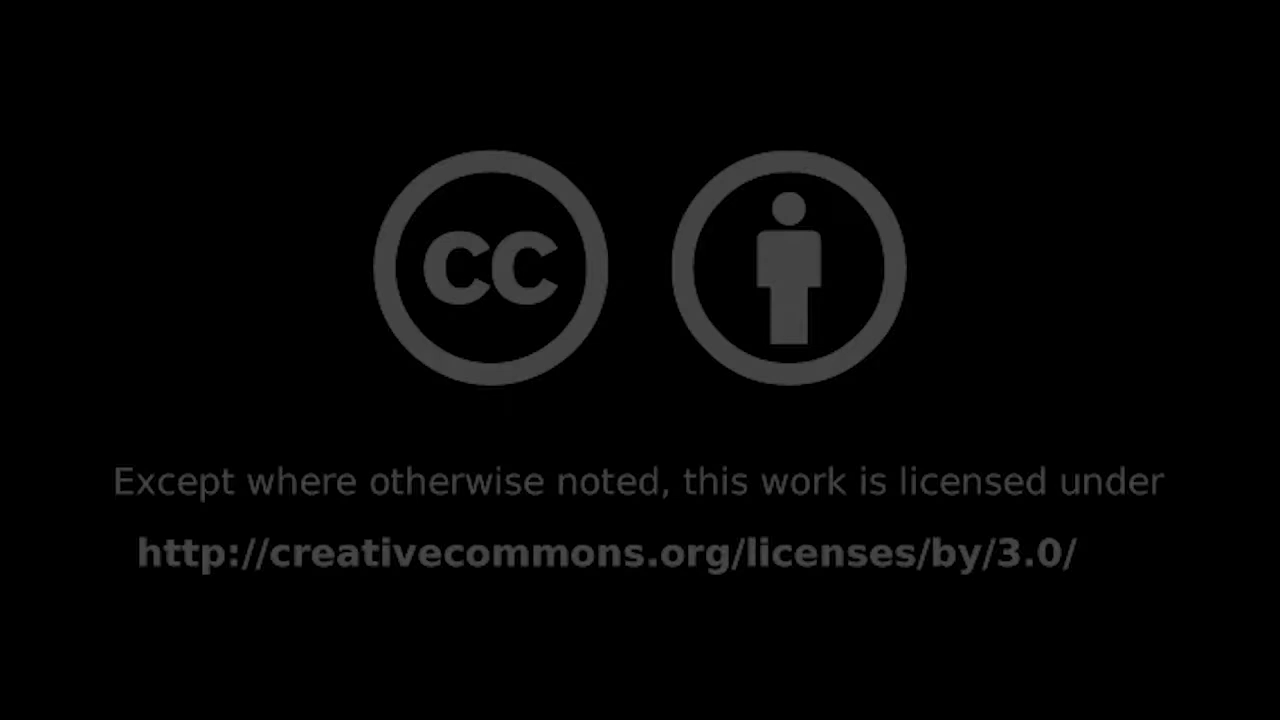 cc
Except where otherwise noted, this work is licensed under
http://creativecommons.org/licenses/by/3.0/